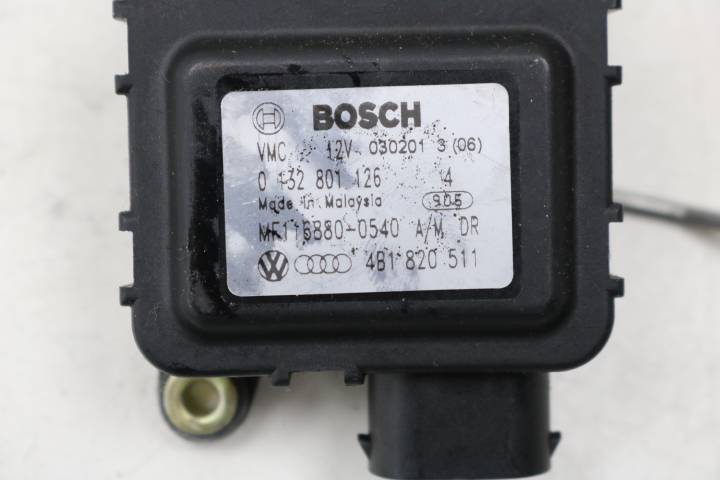 BOSCH
VMC 12V 030201 3 (06)
0 132 801 126 4
Made In Malaysia 905
MF116880-0540 A/M DR
4B1 820 511